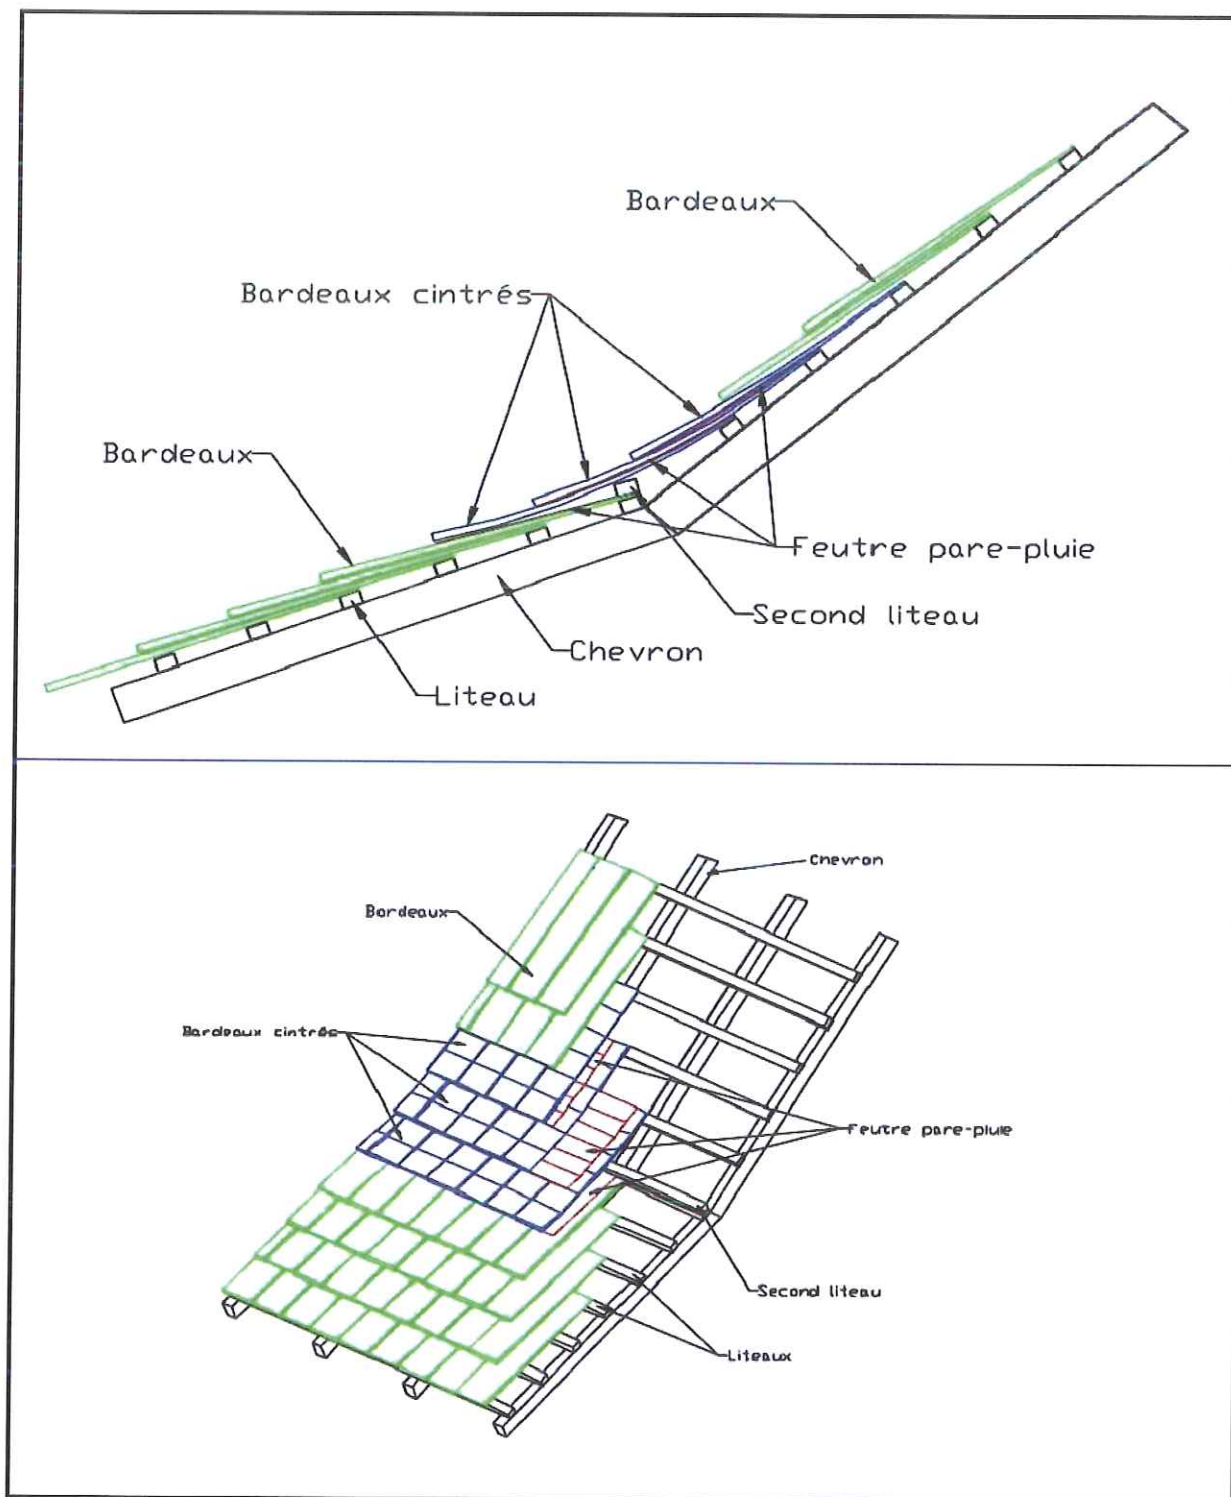 Bardeaux
Bardeaux cintrés
Bardeaux
Feutre pare-pluie
Second liteau
Chevron
Liteau
Chevron
Bardeaux
Bardeaux cintrés
Feutre pare-pluie
Second liteau
Liteaux